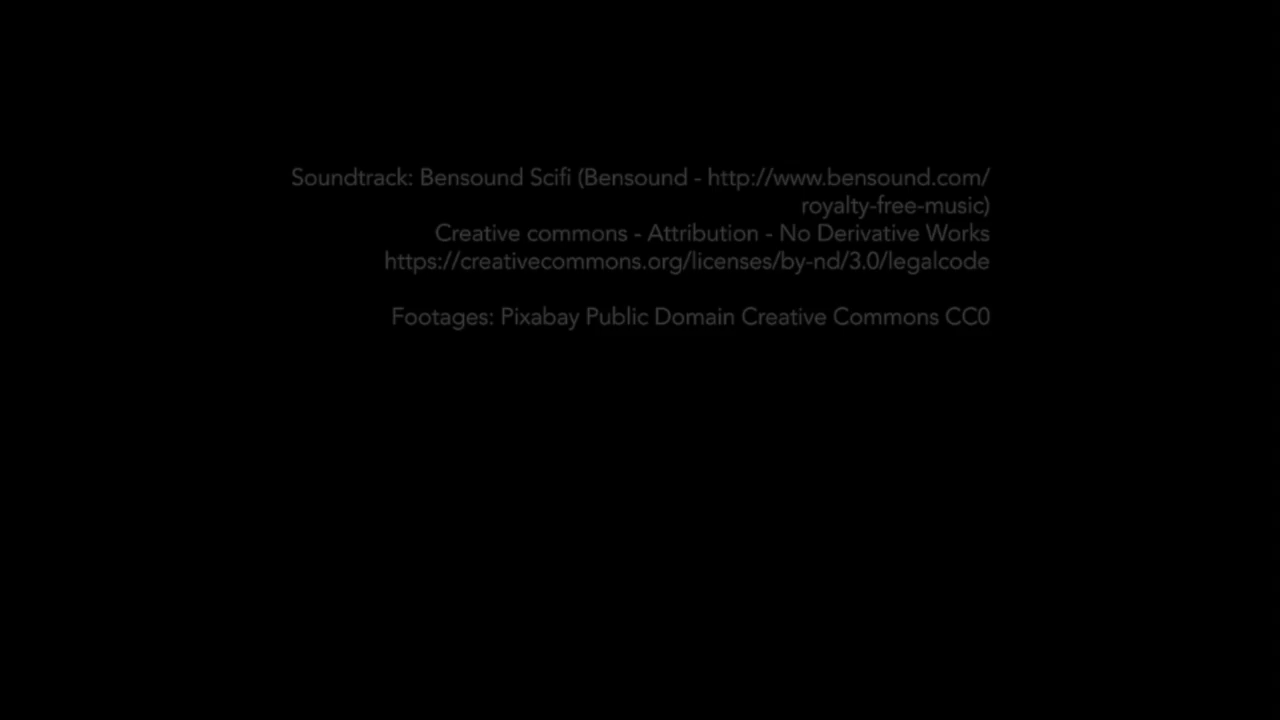 Soundtrack: Bensound Scifi (Bensound - http://www.bensound.com/
royalty-free-music)
Creative commons - Attribution - No Derivative Works
https://creativecommons.org/licenses/by-nd/3.0/legalcode
Footages: Pixabay Public Domain Creative Commons CC0